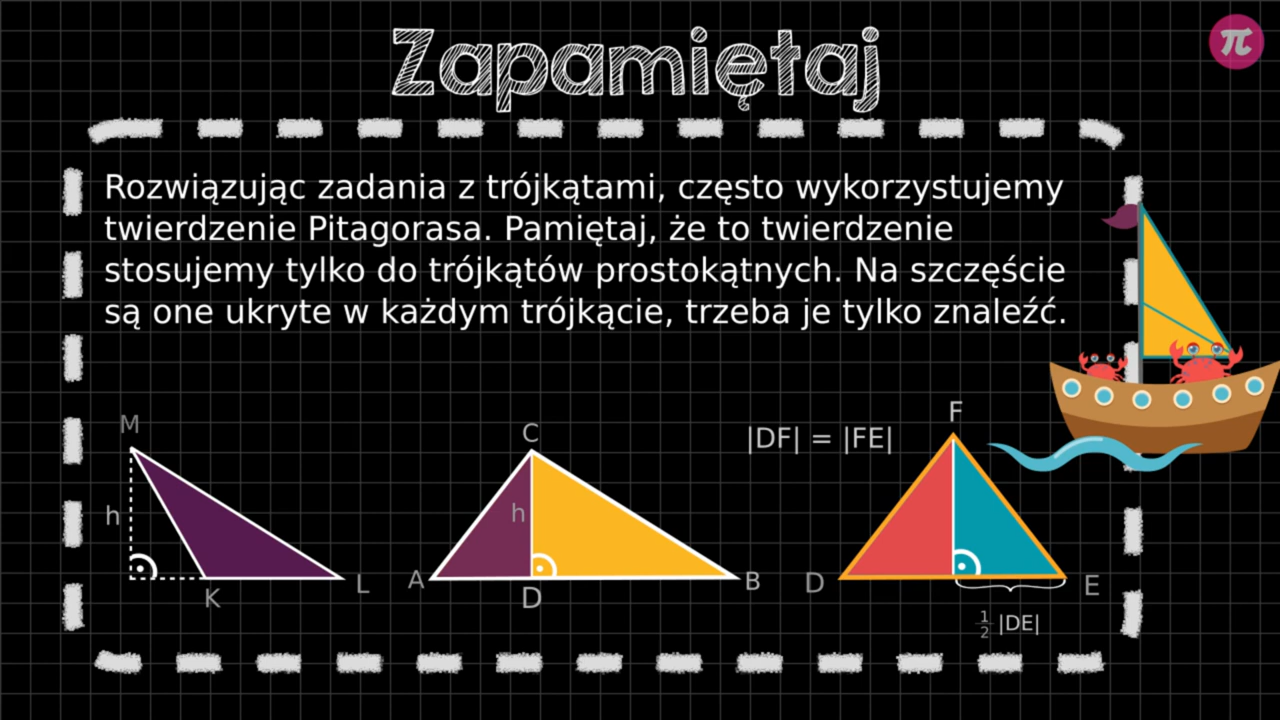 Zapamiętaj
π
Rozwiązując zadania z trójkątami, często wykorzystujemy
twierdzenie Pitagorasa. Pamiętaj, że to twierdzenie
stosujemy tylko do trójkątów prostokątnych. Na szczęście
są one ukryte w każdym trójkącie, trzeba je tylko znaleźć.
M
h
K
L
C
h
A
D
B
|DF| = |FE|
F
D
E
½ |DE|